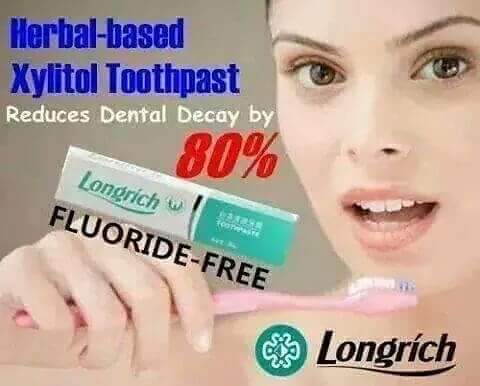 Herbal-based
Xylitol Toothpast
Reduces Dental Decay by
80%
Longrich
TOOTHPASTE
FLUORIDE-FREE
Longrich